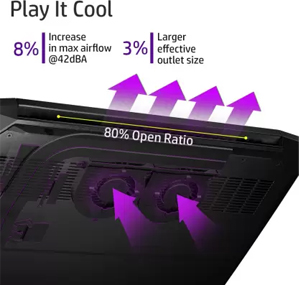 Play It Cool
8%
Increase
in max airflow
@42dBA
3%
Larger
effective
outlet size
80% Open Ratio